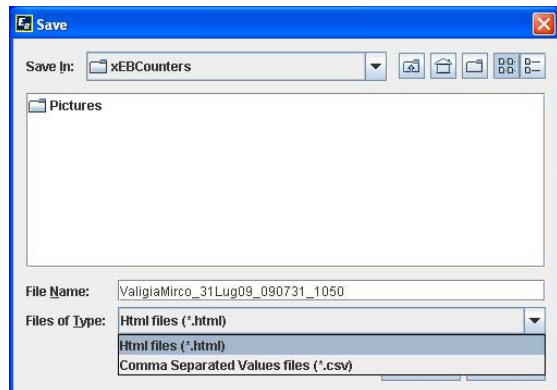 EB Save
Save In: xEBCounters
Pictures
File Name: ValigiaMirco_31Lug09_090731_1050
Files of Type: Html files (*.html)
Html files (*.html)
Comma Separated Values files (*.csv)